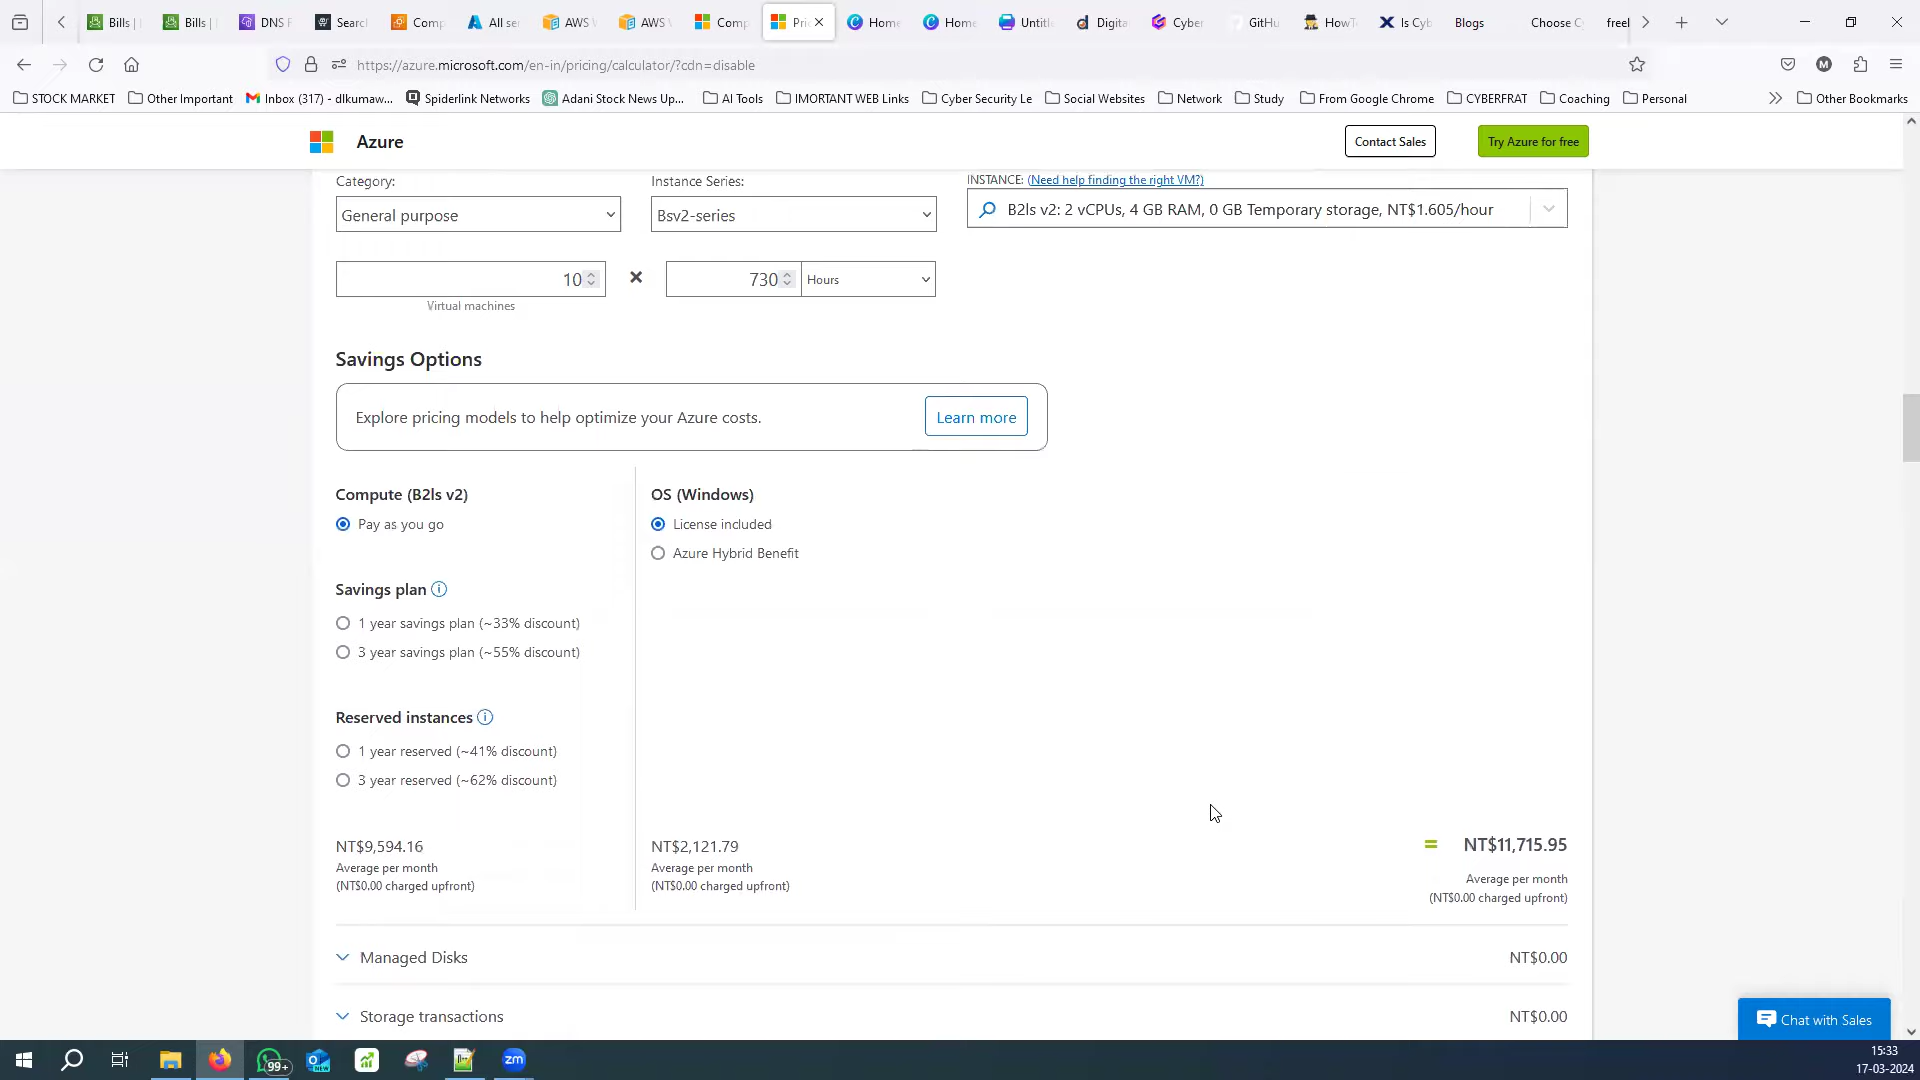 Bills |
Bills |
DNS F
Searc
Comp
All se
AWS
AWS
Comp
Pric
Home
Home
Untitl
Digita
Cyber
GitHu
HowT
Is Cyb
Blogs
Choose C
freel
https://azure.microsoft.com/en-in/pricing/calculator/?cdn=disable
M
STOCK MARKET
Other Important
Inbox (317) - dlkumaw...
Spiderlink Networks
Adani Stock News Up...
AI Tools
IMORTANT WEB Links
Cyber Security Le
Social Websites
Network
Study
From Google Chrome
CYBERFRAT
Coaching
Personal
Other Bookmarks
Azure
Contact Sales
Try Azure for free
Category:
Instance Series:
INSTANCE: (Need help finding the right VM?)
General purpose
Bsv2-series
B2ls v2: 2 vCPUs, 4 GB RAM, 0 GB Temporary storage, NT$1.605/hour
10
730
Hours
Virtual machines
Savings Options
Explore pricing models to help optimize your Azure costs.
Learn more
Compute (B2ls v2)
OS (Windows)
Pay as you go
License included
Azure Hybrid Benefit
Savings plan
1 year savings plan (~33% discount)
3 year savings plan (~55% discount)
Reserved instances
1 year reserved (~41% discount)
3 year reserved (~62% discount)
NT$9,594.16
Average per month
(NT$0.00 charged upfront)
NT$2,121.79
Average per month
(NT$0.00 charged upfront)
= NT$11,715.95
Average per month
(NT$0.00 charged upfront)
Managed Disks
NT$0.00
Storage transactions
NT$0.00
Chat with Sales
99+
NEW
zm
15:33
17-03-2024